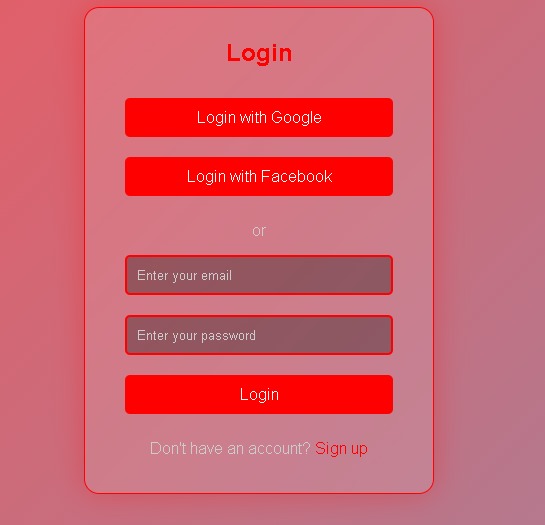 Login
Login with Google
Login with Facebook
or
Enter your email
Enter your password
Login
Don't have an account? Sign up